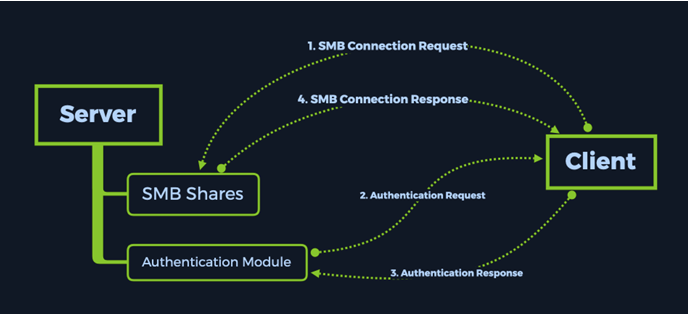 1. SMB Connection Request
4. SMB Connection Response
Server
Client
SMB Shares
2. Authentication Request
Authentication Module
3. Authentication Response